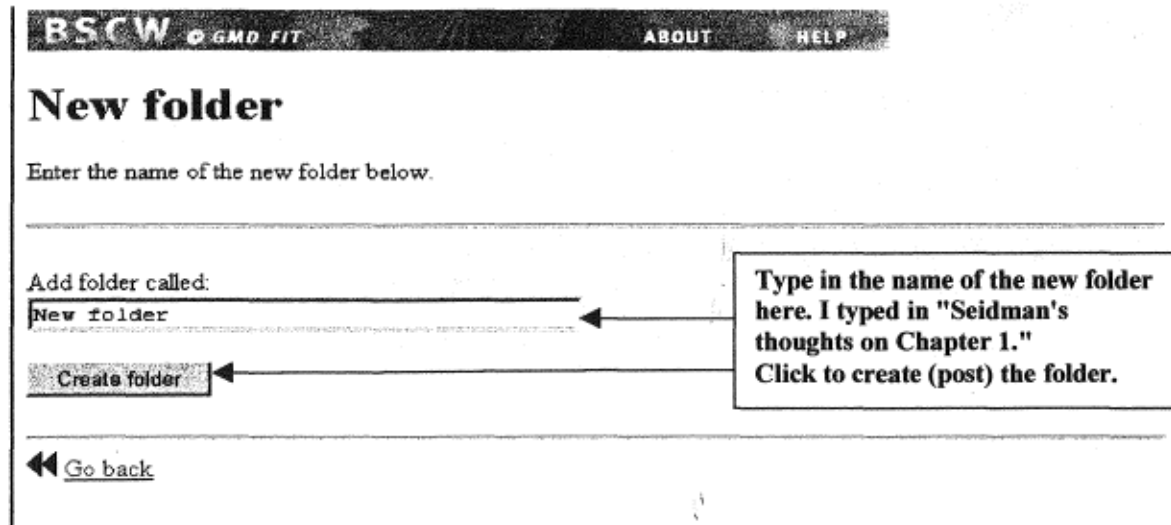 BSCW © GMD FIT ABOUT HELP
New folder
Enter the name of the new folder below.
Add folder called:
New folder
Create folder
Type in the name of the new folder
here. I typed in "Seidman's
thoughts on Chapter 1."
Click to create (post) the folder.
Go back